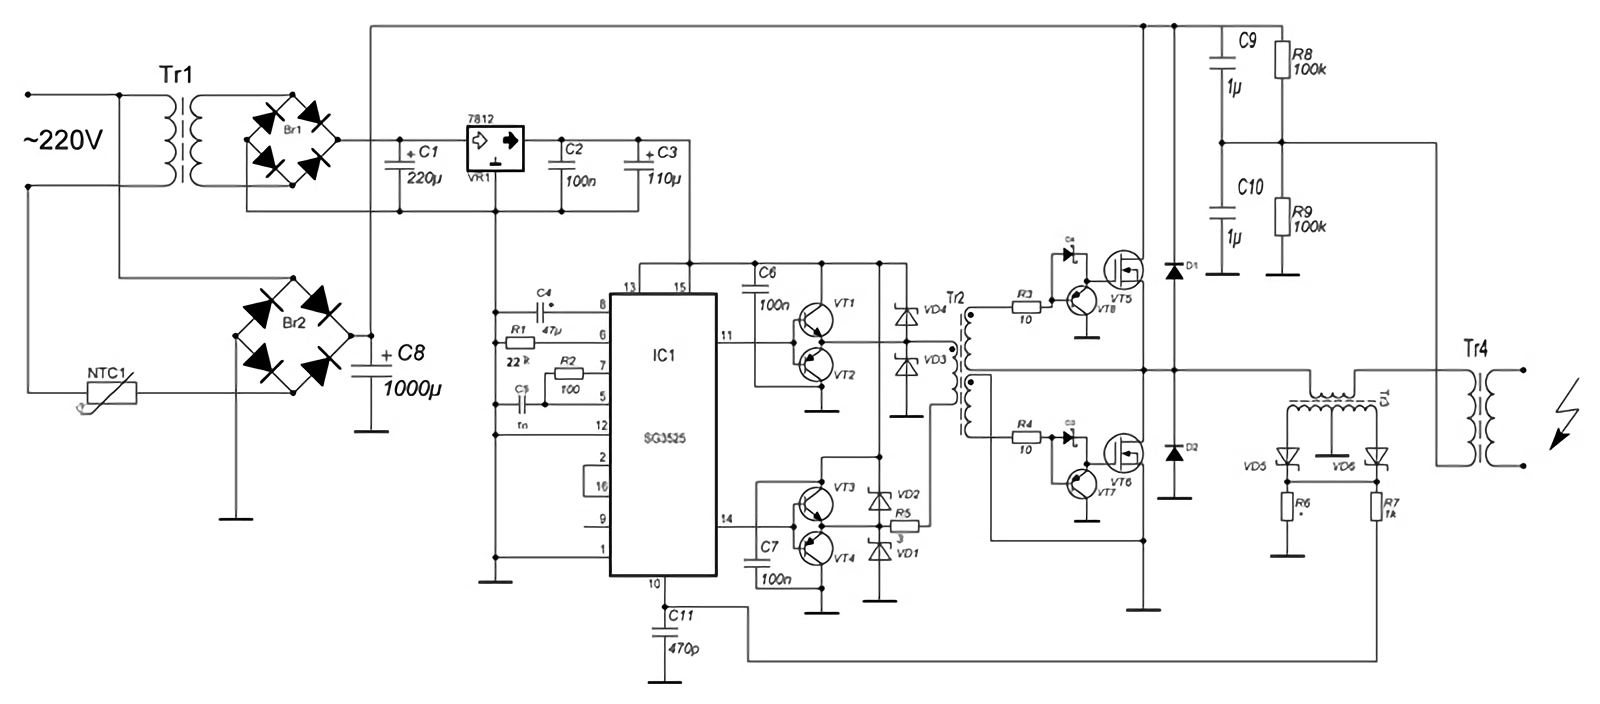 Tr1
~220V
Br1
+ C1
220µ
7812
VR1
C2
100n
+ C3
110µ
C9
1µ
R8
100k
C10
1µ
R9
100k
Br2
+ C8
1000µ
NTC1
13
15
C4
47µ
8
R1
22 k
6
R2
100
7
C5
1n
5
12
2
16
9
1
IC1
SG3525
11
14
10
C6
100n
VT1
VT2
VD4
VD3
Tr2
R3
10
VT8
VT5
D1
R4
10
VT7
VT6
D2
VT3
VT4
C7
100n
VD2
R5
3
VD1
C11
470p
Tr3
VD5
VD6
R6
*
R7
1k
Tr4